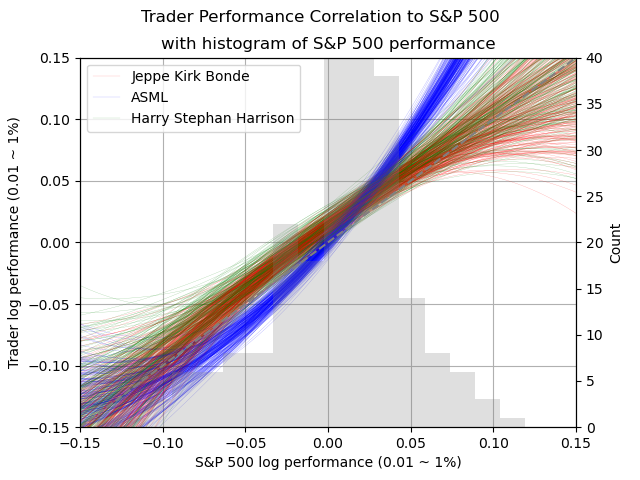 Trader Performance Correlation to S&P 500
with histogram of S&P 500 performance
Jeppe Kirk Bonde
ASML
Harry Stephan Harrison
Trader log performance (0.01 ~ 1%)
0.15
0.10
0.05
0.00
−0.05
−0.10
−0.15
40
35
30
25
20
15
10
5
0
Count
−0.15
−0.10
−0.05
0.00
0.05
0.10
0.15
S&P 500 log performance (0.01 ~ 1%)